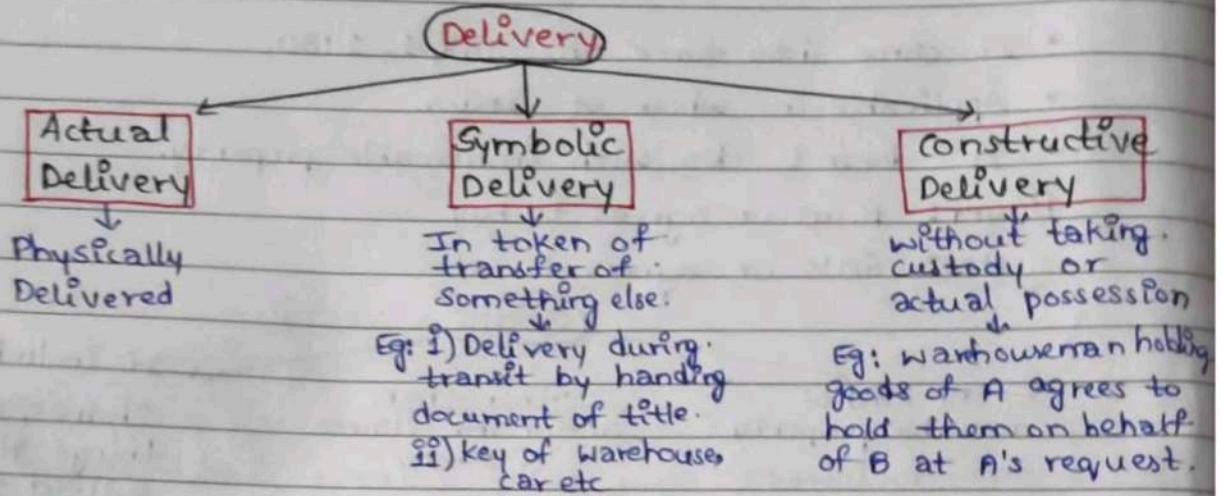 Delivery
Actual
Delivery
Physically
Delivered
Symbolic
Delivery
In token of
transfer of
something else.
Eg: i) Delivery during
transit by handing
document of title.
ii) key of warehouse,
car etc
Constructive
Delivery
without taking
custody or
actual possession
Eg: warehouseman holding
goods of A agrees to
hold them on behalf
of B at A's request.